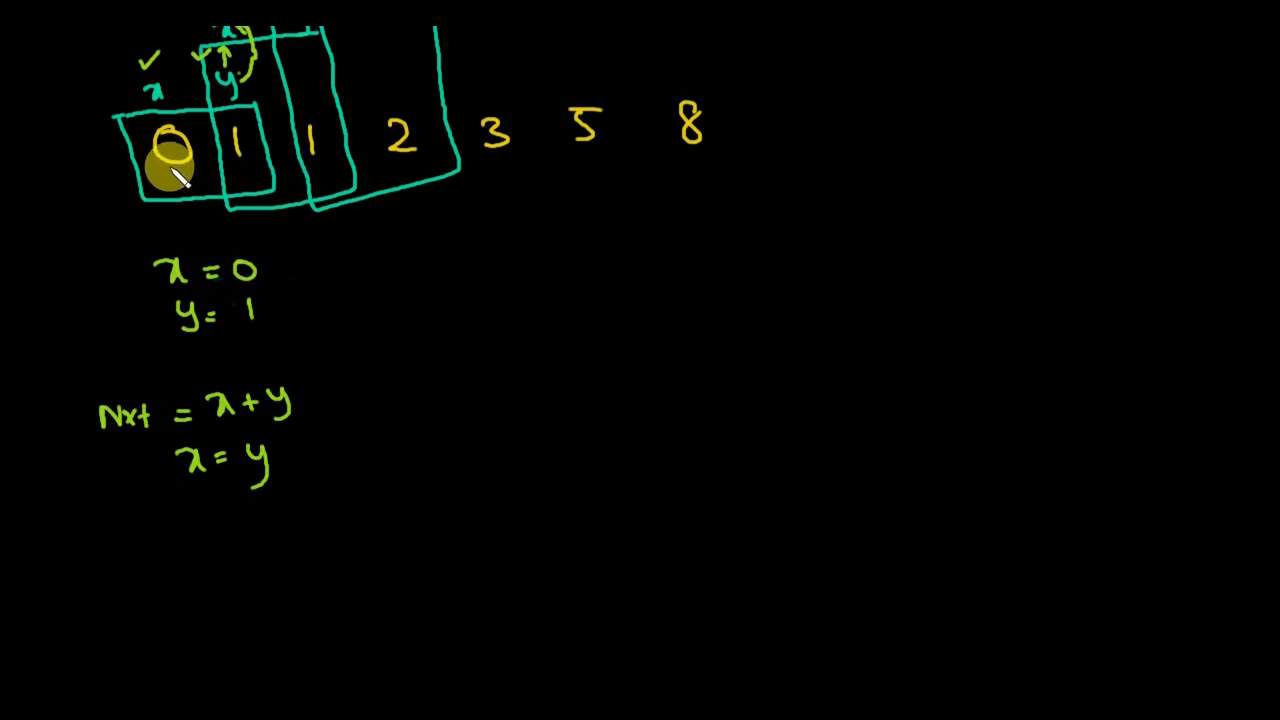 x
x y
0 1 1 2 3 5 8
x = 0
y = 1
Nxt = x + y
x = y